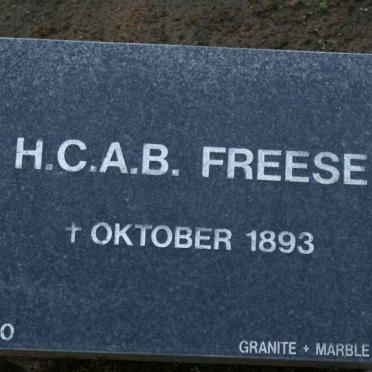 H.C.A.B. FREESE
† OKTOBER 1893
O
GRANITE + MARBLE